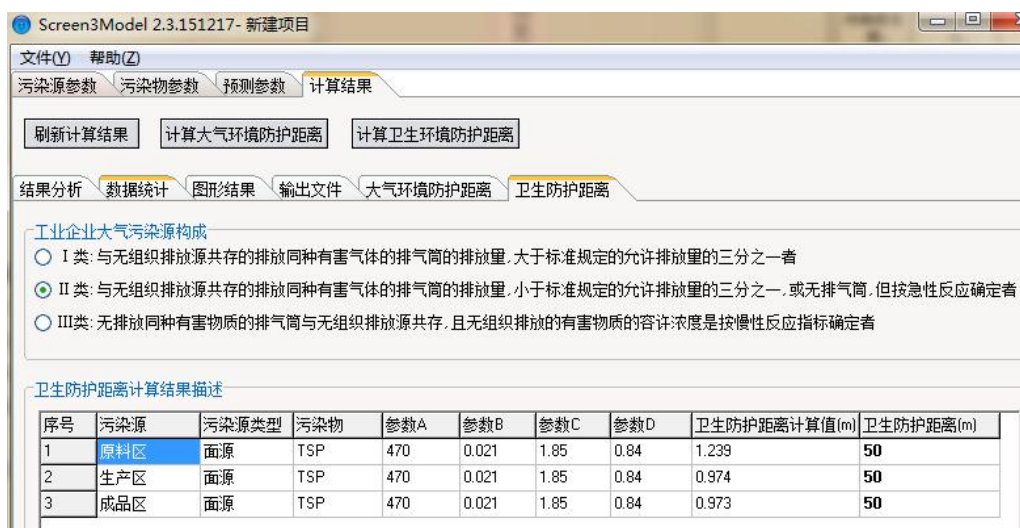 Screen3Model 2.3.151217- 新建项目
文件(Y) 帮助(Z)
污染源参数 污染物参数 预测参数 计算结果
刷新计算结果 计算大气环境防护距离 计算卫生环境防护距离
结果分析 数据统计 图形结果 输出文件 大气环境防护距离 卫生防护距离
工业企业大气污染源构成
I 类: 与无组织排放源共存的排放同种有害气体的排气筒的排放量,大于标准规定的允许排放量的三分之一者
II 类: 与无组织排放源共存的排放同种有害气体的排气筒的排放量,小于标准规定的允许排放量的三分之一,或无排气筒,但按急性反应确定者
III类: 无排放同种有害物质的排气筒与无组织排放源共存,且无组织排放的有害物质的容许浓度是按慢性反应指标确定者
卫生防护距离计算结果描述
序号 污染源 污染源类型 污染物 参数A 参数B 参数C 参数D 卫生防护距离计算值(m) 卫生防护距离(m)
1 原料区 面源 TSP 470 0.021 1.85 0.84 1.239 50
2 生产区 面源 TSP 470 0.021 1.85 0.84 0.974 50
3 成品区 面源 TSP 470 0.021 1.85 0.84 0.973 50